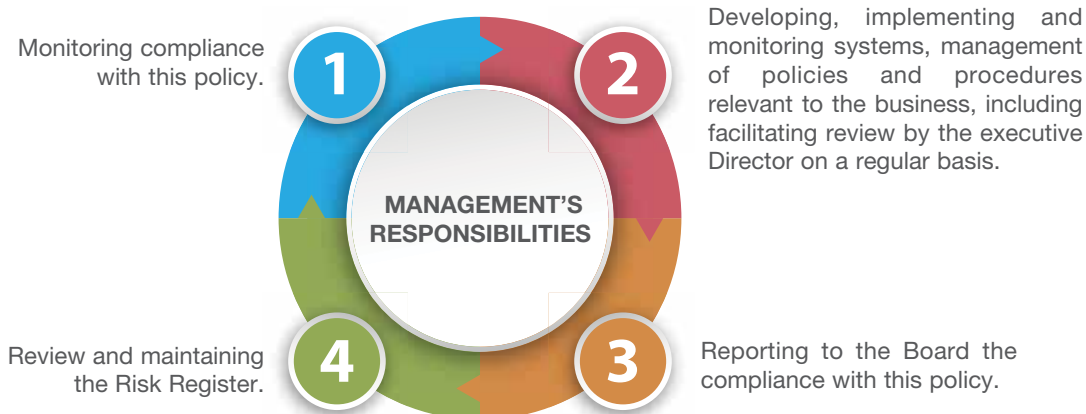 Monitoring compliance
with this policy.
1
2
Developing, implementing and
monitoring systems, management
of policies and procedures
relevant to the business, including
facilitating review by the executive
Director on a regular basis.
MANAGEMENT'S
RESPONSIBILITIES
Review and maintaining
the Risk Register.
4
3
Reporting to the Board the
compliance with this policy.